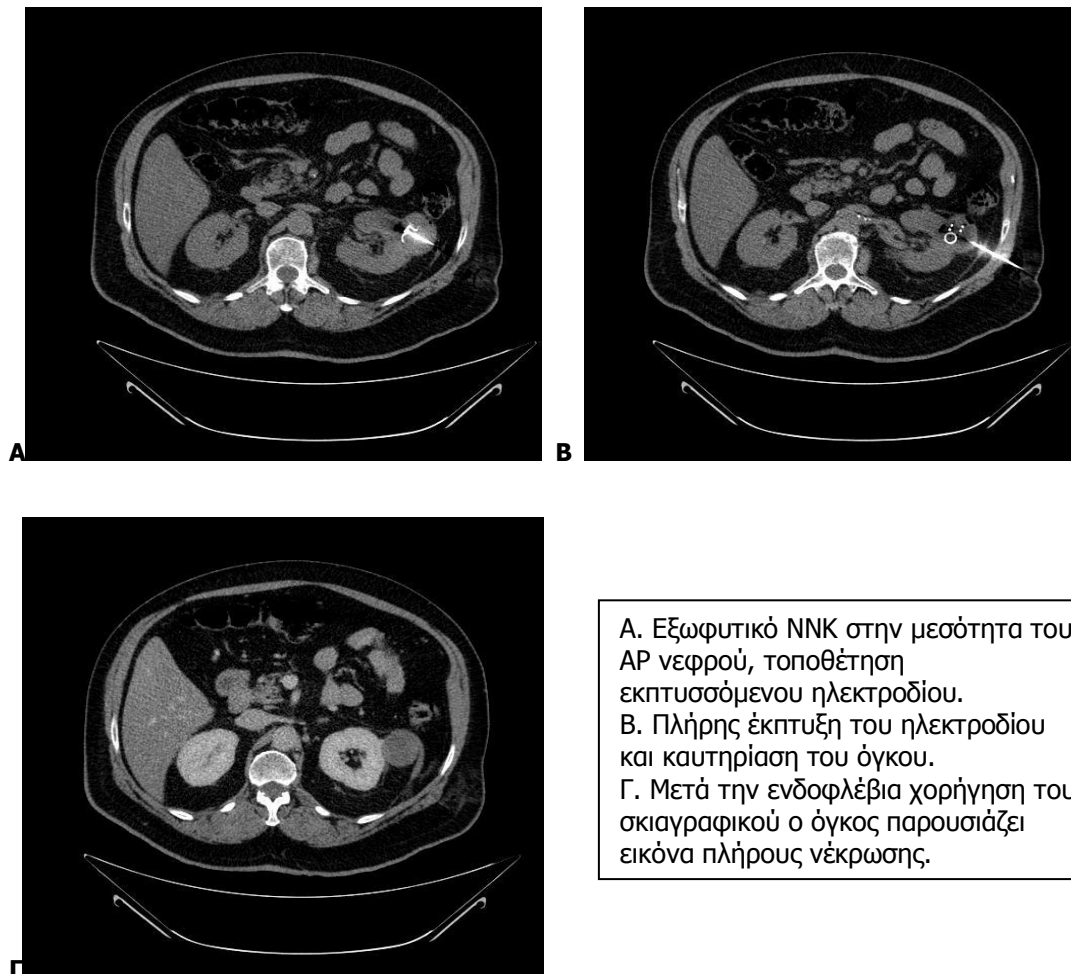 Α
Β
Γ
Α. Εξωφυτικό ΝΝΚ στην μεσότητα του
ΑΡ νεφρού, τοποθέτηση
εκπτυσσόμενου ηλεκτροδίου.
Β. Πλήρης έκπτυξη του ηλεκτροδίου
και καυτηρίαση του όγκου.
Γ. Μετά την ενδοφλέβια χορήγηση του
σκιαγραφικού ο όγκος παρουσιάζει
εικόνα πλήρους νέκρωσης.